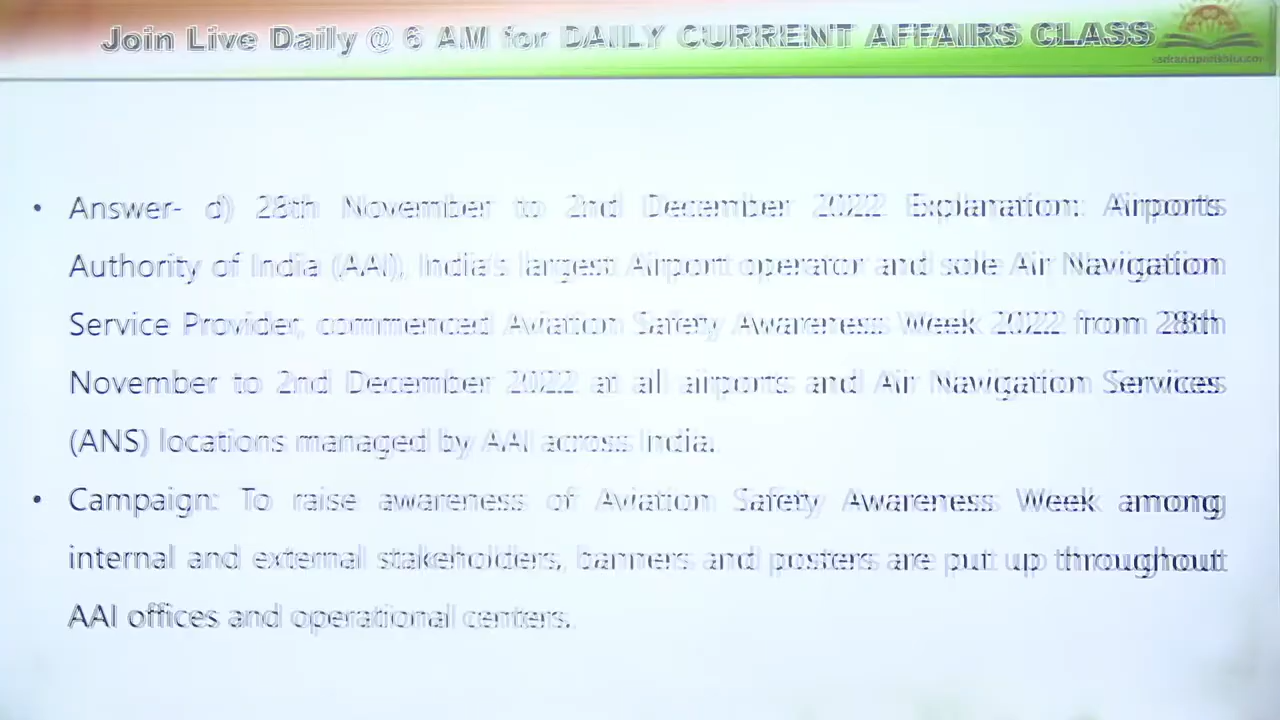 Join Live Daily @ 6 AM for DAILY CURRENT AFFAIRS CLASS
• Answer- d) 28th November to 2nd December 2022 Explanation: Airports
Authority of India (AAI), India's largest Airport operator and sole Air Navigation
Service Provider, commenced Aviation Safety Awareness Week 2022 from 28th
November to 2nd December 2022 at all airports and Air Navigation Services
(ANS) locations managed by AAI across India.
• Campaign: To raise awareness of Aviation Safety Awareness Week among
internal and external stakeholders, banners and posters are put up throughout
AAI offices and operational centers.